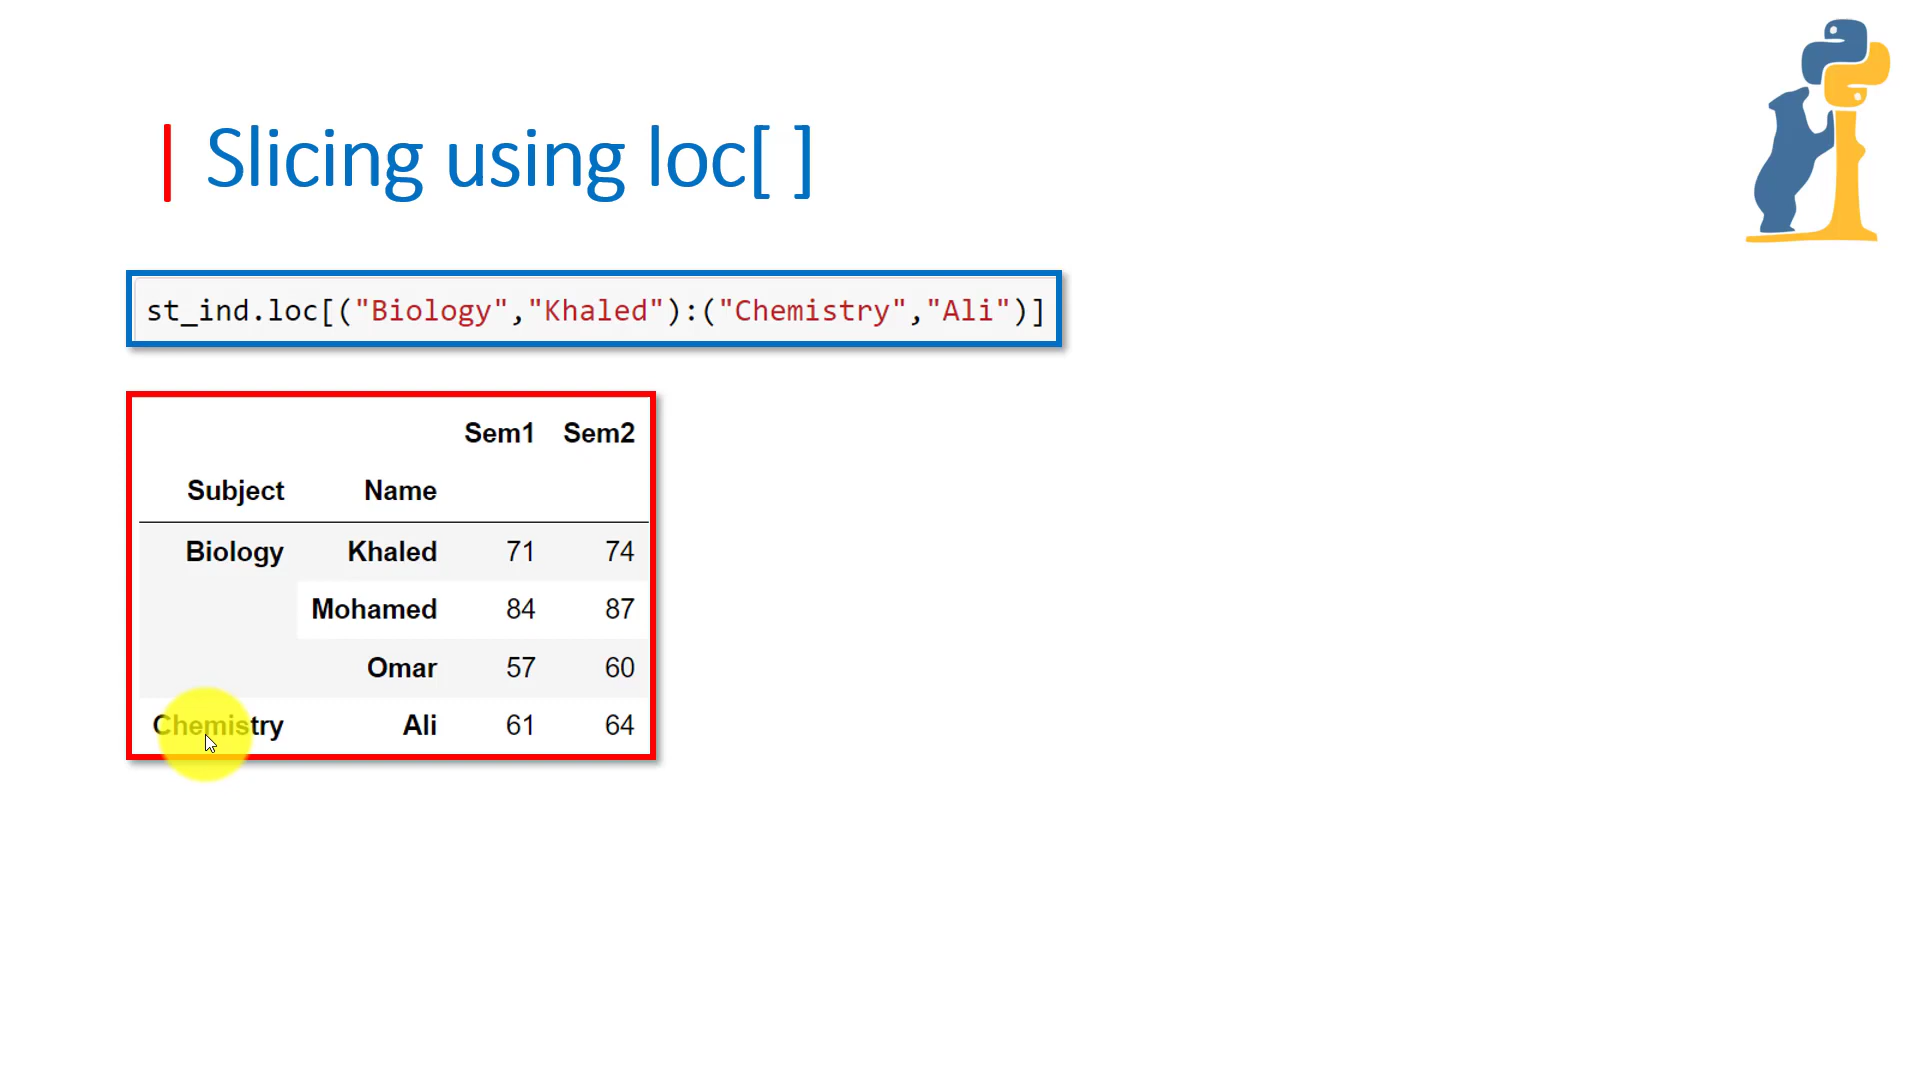 Slicing using loc[ ]
st_ind.loc[("Biology","Khaled"):("Chemistry","Ali")]
Sem1 Sem2
Subject Name
Biology Khaled 71 74
Mohamed 84 87
Omar 57 60
Chemistry Ali 61 64